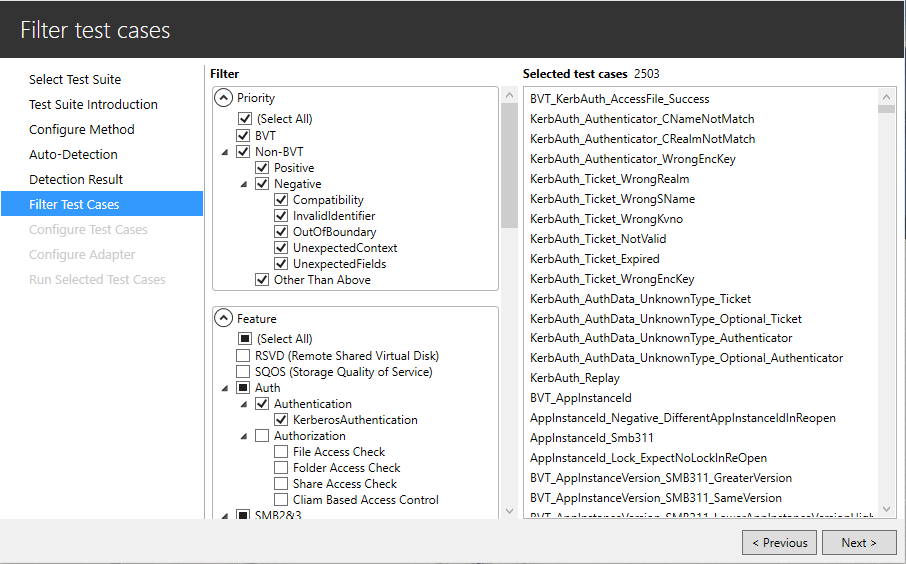 Filter test cases
Select Test Suite
Test Suite Introduction
Configure Method
Auto-Detection
Detection Result
Filter Test Cases
Configure Test Cases
Configure Adapter
Run Selected Test Cases
Filter
Priority
(Select All)
BVT
Non-BVT
Positive
Negative
Compatibility
InvalidIdentifier
OutOfBoundary
UnexpectedContext
UnexpectedFields
Other Than Above
Feature
(Select All)
RSVD (Remote Shared Virtual Disk)
SQOS (Storage Quality of Service)
Auth
Authentication
KerberosAuthentication
Authorization
File Access Check
Folder Access Check
Share Access Check
Cliam Based Access Control
SMB2&3
Selected test cases 2503
BVT_KerbAuth_AccessFile_Success
KerbAuth_Authenticator_CNameNotMatch
KerbAuth_Authenticator_CRealmNotMatch
KerbAuth_Authenticator_WrongEncKey
KerbAuth_Ticket_WrongRealm
KerbAuth_Ticket_WrongSName
KerbAuth_Ticket_WrongKvno
KerbAuth_Ticket_NotValid
KerbAuth_Ticket_Expired
KerbAuth_Ticket_WrongEncKey
KerbAuth_AuthData_UnknownType_Ticket
KerbAuth_AuthData_UnknownType_Optional_Ticket
KerbAuth_AuthData_UnknownType_Authenticator
KerbAuth_AuthData_UnknownType_Optional_Authenticator
KerbAuth_Replay
BVT_AppInstanceId
AppInstanceId_Negative_DifferentAppInstanceIdInReopen
AppInstanceId_Smb311
AppInstanceId_Lock_ExpectNoLockInReOpen
BVT_AppInstanceVersion_SMB311_GreaterVersion
BVT_AppInstanceVersion_SMB311_SameVersion
BVT_AppInstanceVersion_SMB311_LowerAppInstanceVersionHigh
< Previous
Next >